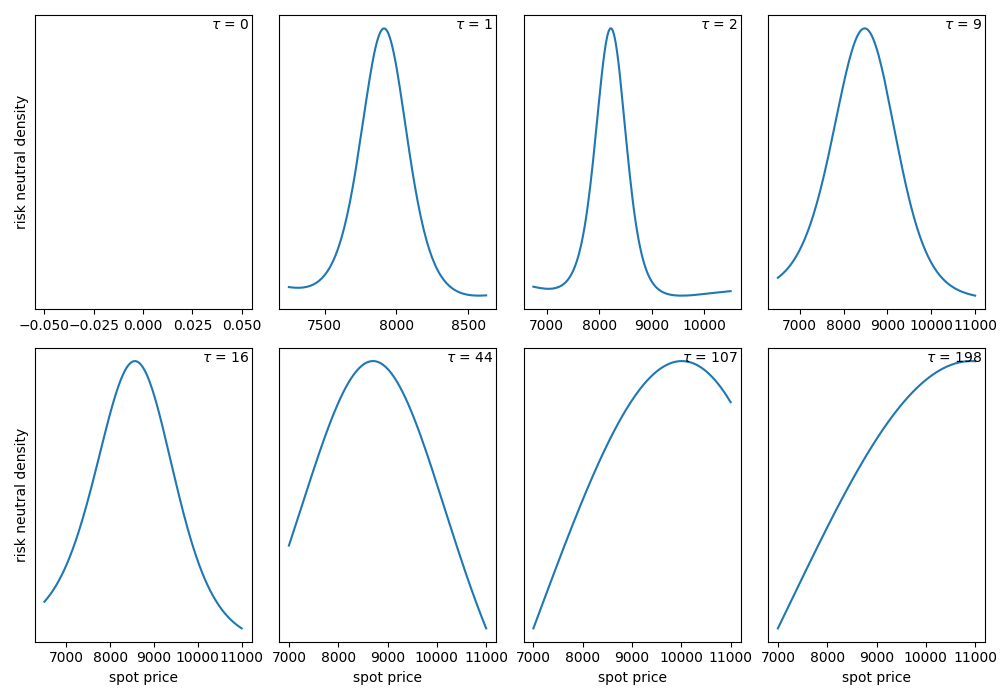 τ = 0
τ = 1
τ = 2
τ = 9
risk neutral density
−0.050 −0.025 0.000 0.025 0.050
7500 8000 8500
7000 8000 9000 10000
7000 8000 9000 10000 11000
τ = 16
τ = 44
τ = 107
τ = 198
risk neutral density
7000 8000 9000 10000 11000
7000 8000 9000 10000 11000
7000 8000 9000 10000 11000
7000 8000 9000 10000 11000
spot price
spot price
spot price
spot price